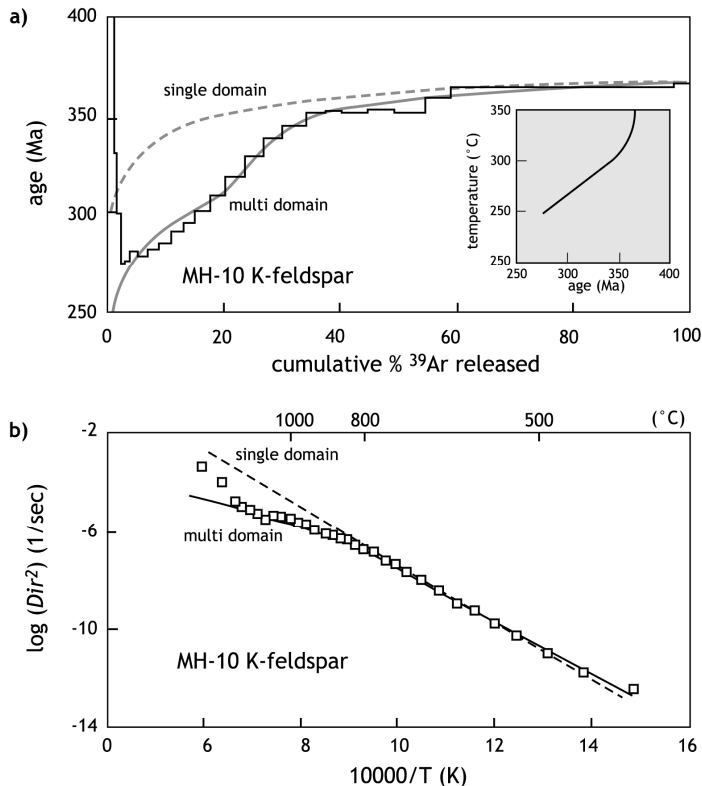 a)
400
350
300
250
age (Ma)
single domain
multi domain
MH-10 K-feldspar
350
300
250
250
temperature (°C)
250
300
350
400
age (Ma)
0
20
40
60
80
100
cumulative % ³⁹Ar released
b)
1000
800
500
(°C)
-2
-6
-10
-14
log (Dir²) (1/sec)
single domain
multi domain
MH-10 K-feldspar
6
8
10
12
14
16
10000/T (K)